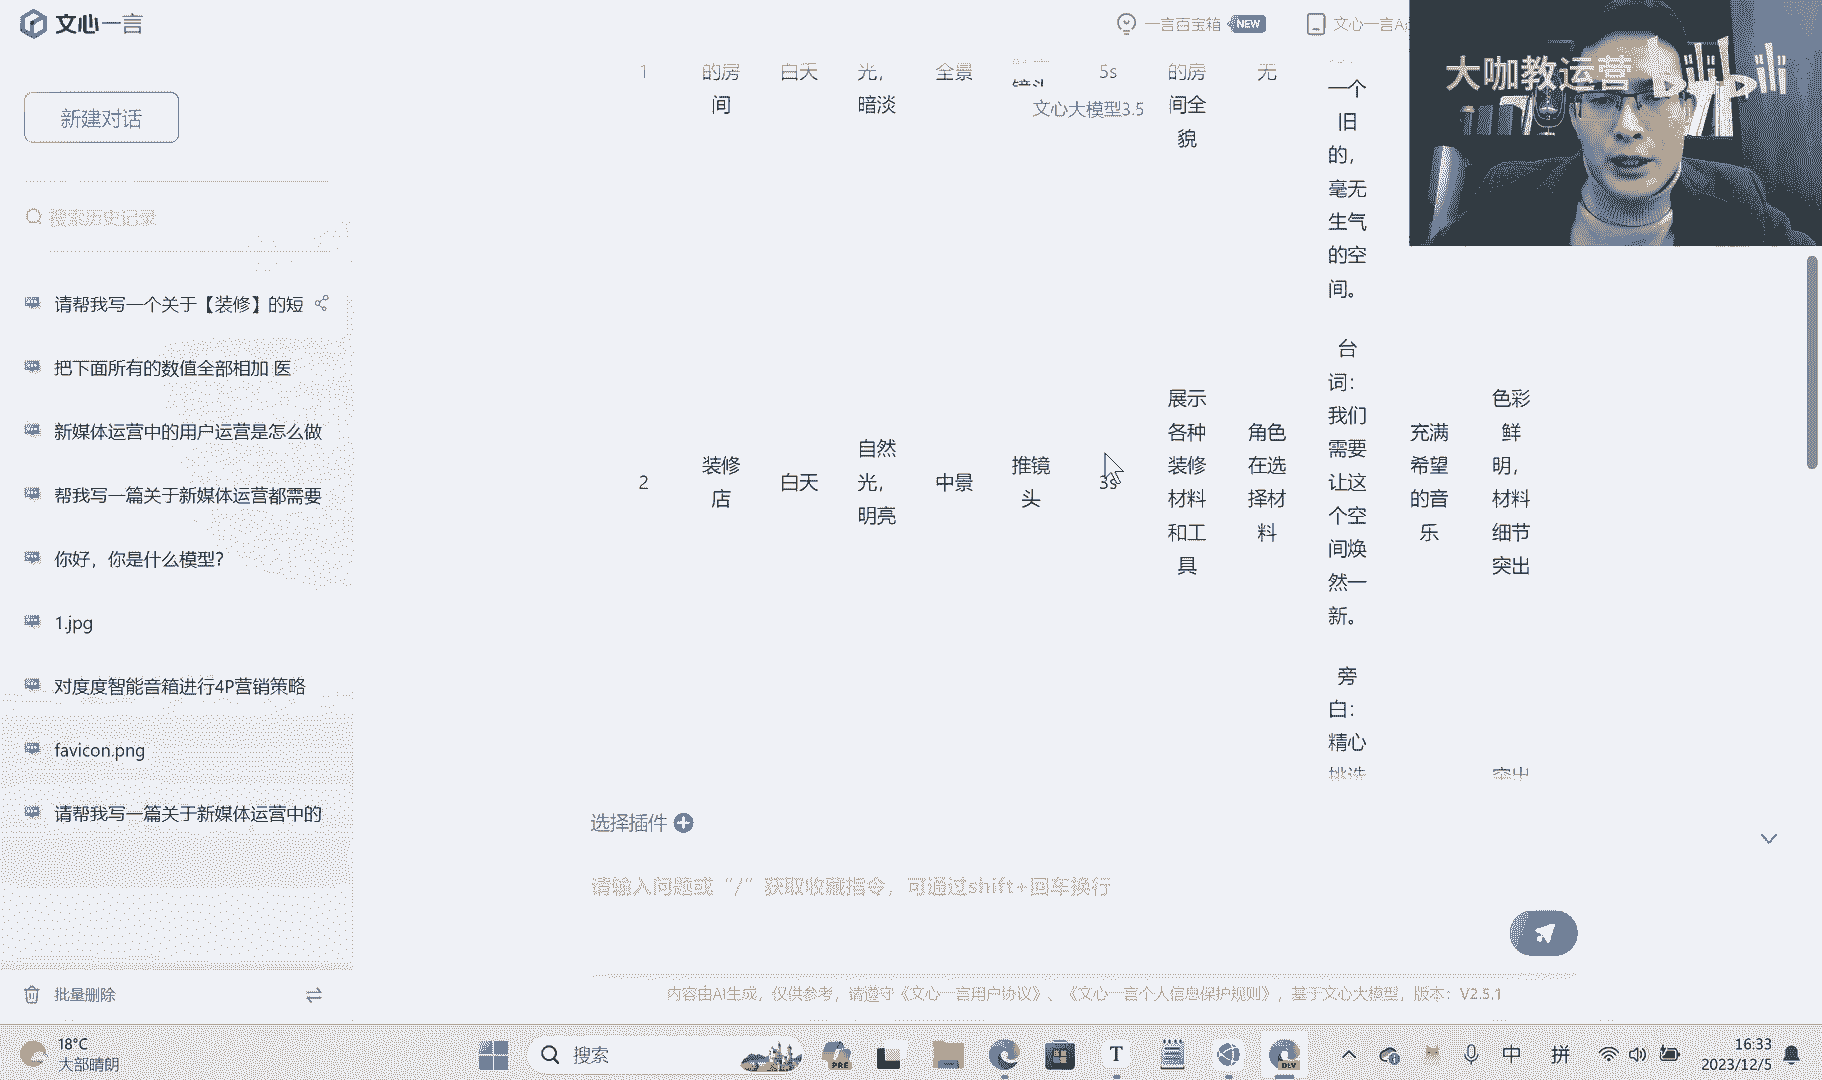 文心一言
一言百宝箱 NEW
文心一言A
大咖教运营 bilibili
新建对话
搜索历史记录
请帮我写一个关于【装修】的短
把下面所有的数值全部相加 医
新媒体运营中的用户运营是怎么做
帮我写一篇关于新媒体运营都需要
你好，你是什么模型？
1.jpg
对度度智能音箱进行4P营销策略
favicon.png
请帮我写一篇关于新媒体运营中的
批量删除
文心大模型3.5
1
的房
间
白天
光，
暗淡
全景
镜头
5s
的房
间全
貌
无
一个
旧
的，
毫无
生气
的空
间。
2
装修
店
白天
自然
光，
明亮
中景
推镜
头
3s
展示
各种
装修
材料
和工
具
角色
在选
择材
料
台
词：
我们
需要
让这
个空
间焕
然一
新。
旁
白：
精心
挑选
充满
希望
的音
乐
色彩
鲜
明，
材料
细节
突出
突出
选择插件
请输入问题或“/”获取收藏指令，可通过shift+回车换行
内容由AI生成，仅供参考，请遵守《文心一言用户协议》、《文心一言个人信息保护规则》，基于文心大模型，版本：V2.5.1
18°C
大部晴朗
搜索
PRE
T
DEV
中
拼
16:33
2023/12/5